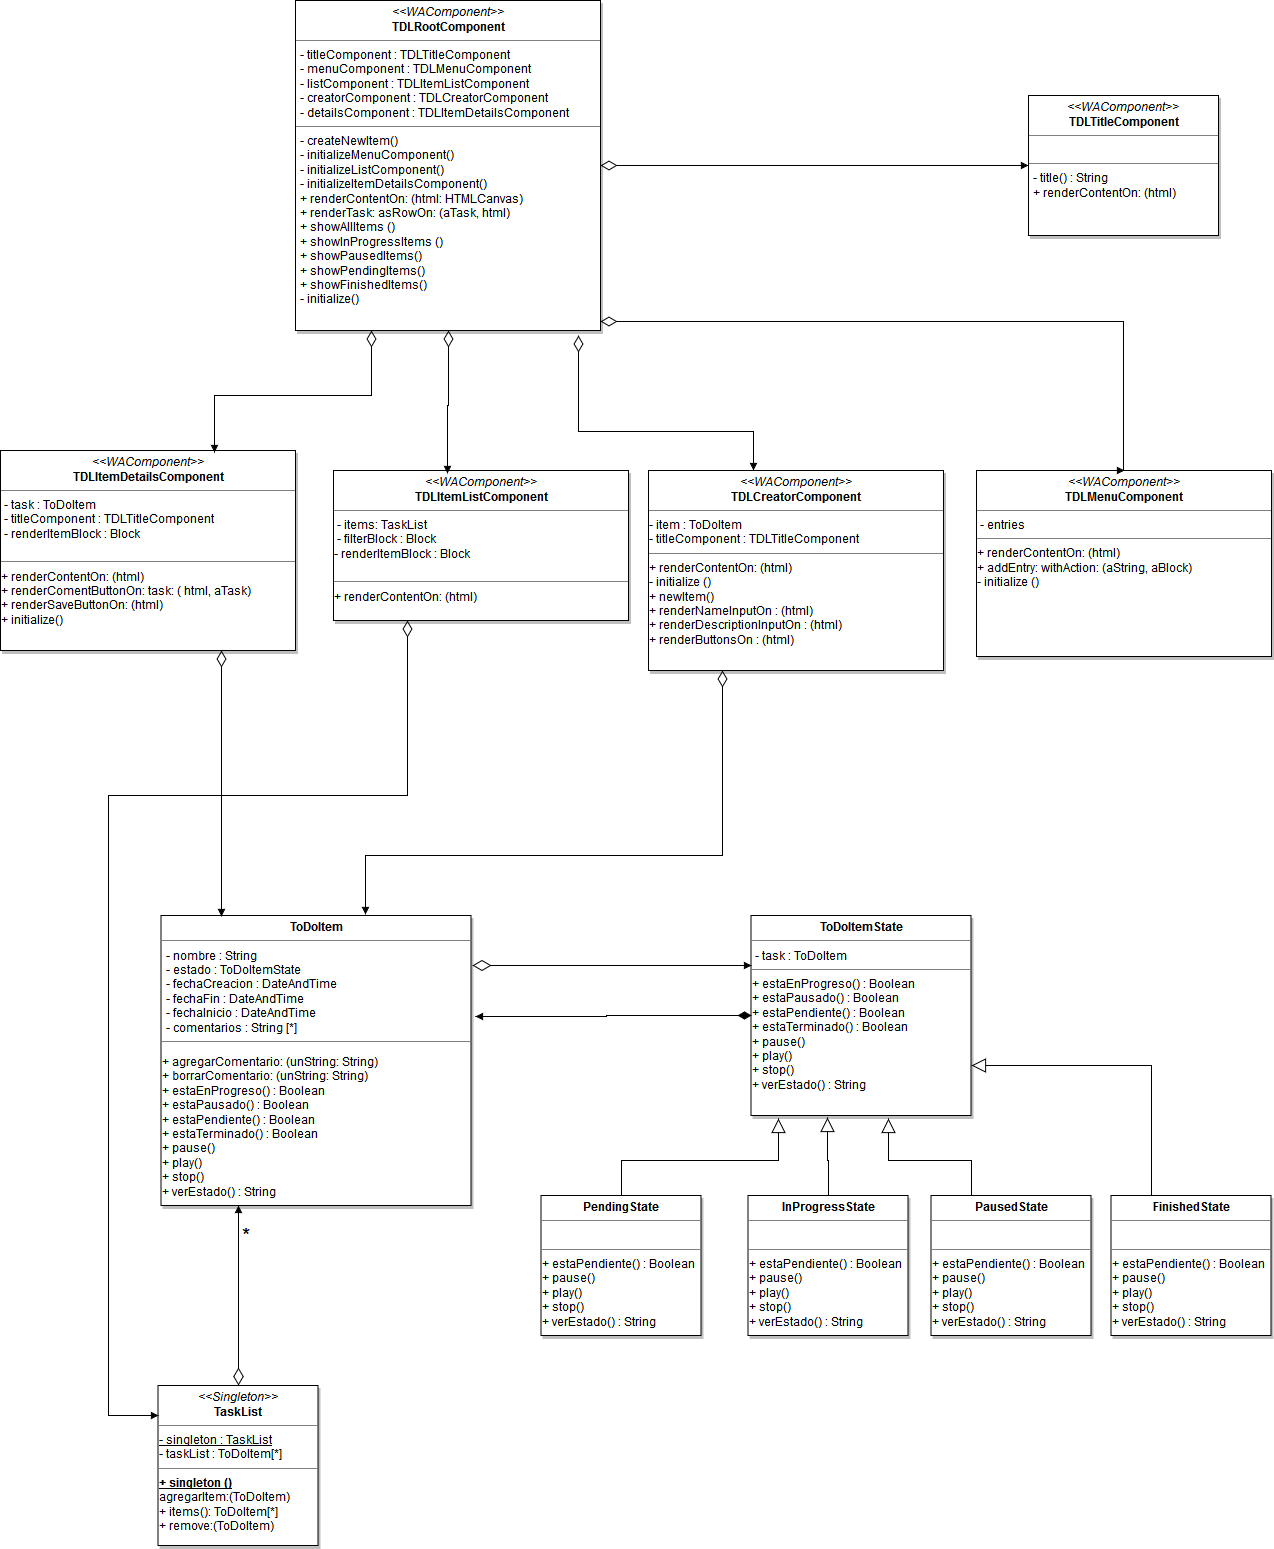 <<WAComponent>>
TDLRootComponent
- titleComponent : TDLTitleComponent
- menuComponent : TDLMenuComponent
- listComponent : TDLItemListComponent
- creatorComponent : TDLCreatorComponent
- detailsComponent : TDLItemDetailsComponent
- createNewItem()
- initializeMenuComponent()
- initializeListComponent()
- initializeItemDetailsComponent()
+ renderContentOn: (html: HTMLCanvas)
+ renderTask: asRowOn: (aTask, html)
+ showAllItems ()
+ showInProgressItems ()
+ showPausedItems()
+ showPendingItems()
+ showFinishedItems()
- initialize()
<<WAComponent>>
TDLTitleComponent
- title() : String
+ renderContentOn: (html)
<<WAComponent>>
TDLItemDetailsComponent
- task : ToDoItem
- titleComponent : TDLTitleComponent
- renderItemBlock : Block
+ renderContentOn: (html)
+ renderComentButtonOn: task: ( html, aTask)
+ renderSaveButtonOn: (html)
+ initialize()
<<WAComponent>>
TDLItemListComponent
- items: TaskList
- filterBlock : Block
- renderItemBlock : Block
+ renderContentOn: (html)
<<WAComponent>>
TDLCreatorComponent
- item : ToDoItem
- titleComponent : TDLTitleComponent
+ renderContentOn: (html)
- initialize ()
+ newItem()
+ renderNameInputOn : (html)
+ renderDescriptionInputOn : (html)
+ renderButtonsOn : (html)
<<WAComponent>>
TDLMenuComponent
- entries
+ renderContentOn: (html)
+ addEntry: withAction: (aString, aBlock)
- initialize ()
ToDoItem
- nombre : String
- estado : ToDoItemState
- fechaCreacion : DateAndTime
- fechaFin : DateAndTime
- fechaInicio : DateAndTime
- comentarios : String [*]
+ agregarComentario: (unString: String)
+ borrarComentario: (unString: String)
+ estaEnProgreso() : Boolean
+ estaPausado() : Boolean
+ estaPendiente() : Boolean
+ estaTerminado() : Boolean
+ pause()
+ play()
+ stop()
+ verEstado() : String
ToDoItemState
- task : ToDoItem
+ estaEnProgreso() : Boolean
+ estaPausado() : Boolean
+ estaPendiente() : Boolean
+ estaTerminado() : Boolean
+ pause()
+ play()
+ stop()
+ verEstado() : String
PendingState
+ estaPendiente() : Boolean
+ pause()
+ play()
+ stop()
+ verEstado() : String
InProgressState
+ estaPendiente() : Boolean
+ pause()
+ play()
+ stop()
+ verEstado() : String
PausedState
+ estaPendiente() : Boolean
+ pause()
+ play()
+ stop()
+ verEstado() : String
FinishedState
+ estaPendiente() : Boolean
+ pause()
+ play()
+ stop()
+ verEstado() : String
*
<<Singleton>>
TaskList
- singleton : TaskList
- taskList : ToDoItem[*]
+ singleton ()
agregarItem:(ToDoItem)
+ items(): ToDoItem[*]
+ remove:(ToDoItem)